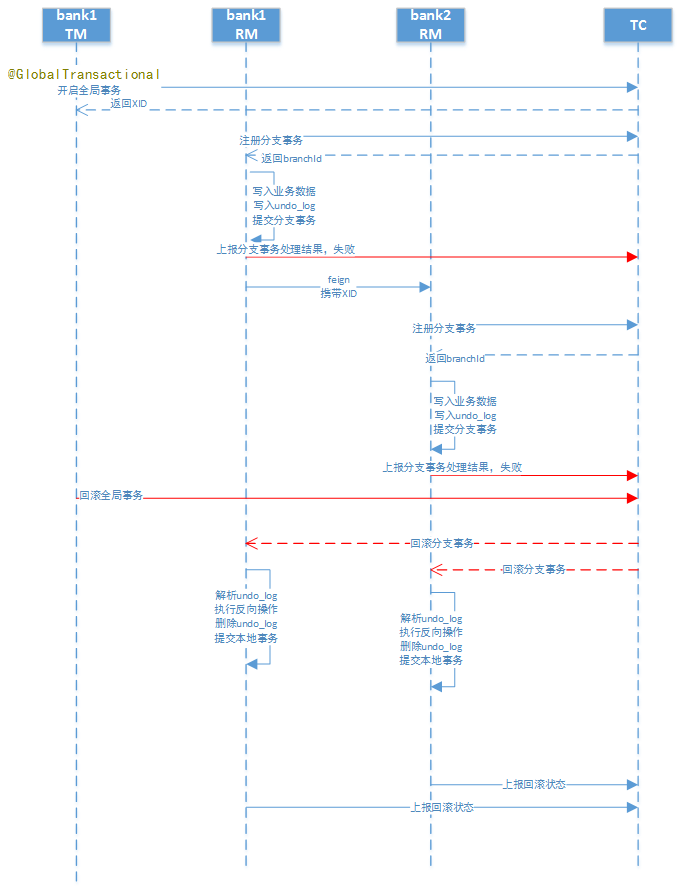 bank1
TM
bank1
RM
bank2
RM
TC
@GlobalTransactional
开启全局事务
返回XID
注册分支事务
返回branchId
写入业务数据
写入undo_log
提交分支事务
上报分支事务处理结果，失败
feign
携带XID
注册分支事务
返回branchId
写入业务数据
写入undo_log
提交分支事务
上报分支事务处理结果，失败
回滚全局事务
回滚分支事务
回滚分支事务
解析undo_log
执行反向操作
删除undo_log
提交本地事务
解析undo_log
执行反向操作
删除undo_log
提交本地事务
上报回滚状态
上报回滚状态